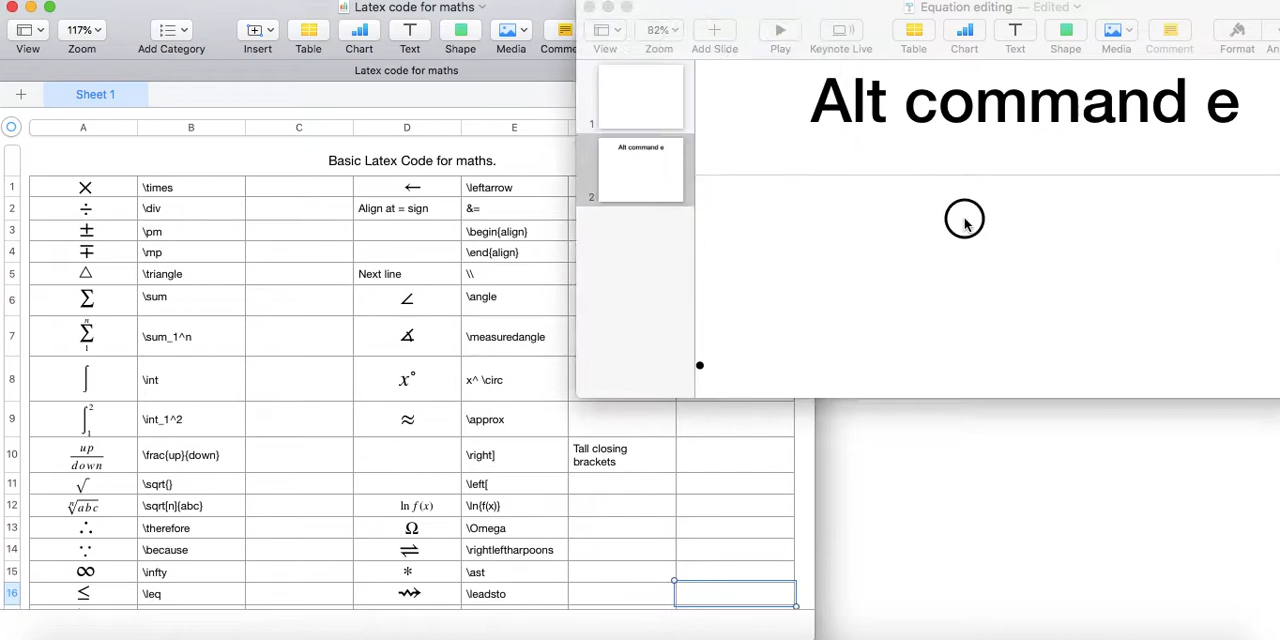 Latex code for maths
117%
View Zoom Add Category Insert Table Chart Text Shape Media
Latex code for maths
Sheet 1
A B C D E
Basic Latex Code for maths.
1 × \times ← \leftarrow
2 ÷ \div Align at = sign &=
3 ± \pm \begin{align}
4 ∓ \mp \end{align}
5 △ \triangle Next line \\
6 ∑ \sum ∠ \angle
7 n ∑ 1 \sum_1^n ∡ \measuredangle
8 ∫ \int x° x^ \circ
9 ∫ 2 1 \int_1^2 ≈ \approx
10 up down \frac{up}{down} \right] Tall closing
brackets
11 √ \sqrt{} \left[
12 n√abc \sqrt[n]{abc} ln f(x) \ln{f(x)}
13 ∴ \therefore Ω \Omega
14 ∵ \because ⇌ \rightleftharpoons
15 ∞ \infty * \ast
16 ≤ \leq ⇝ \leadsto
Equation editing — Edited
82%
View Zoom Add Slide Play Keynote Live Table Chart Text Shape Media Comment Format
1
Alt command e
2
Alt command e
•